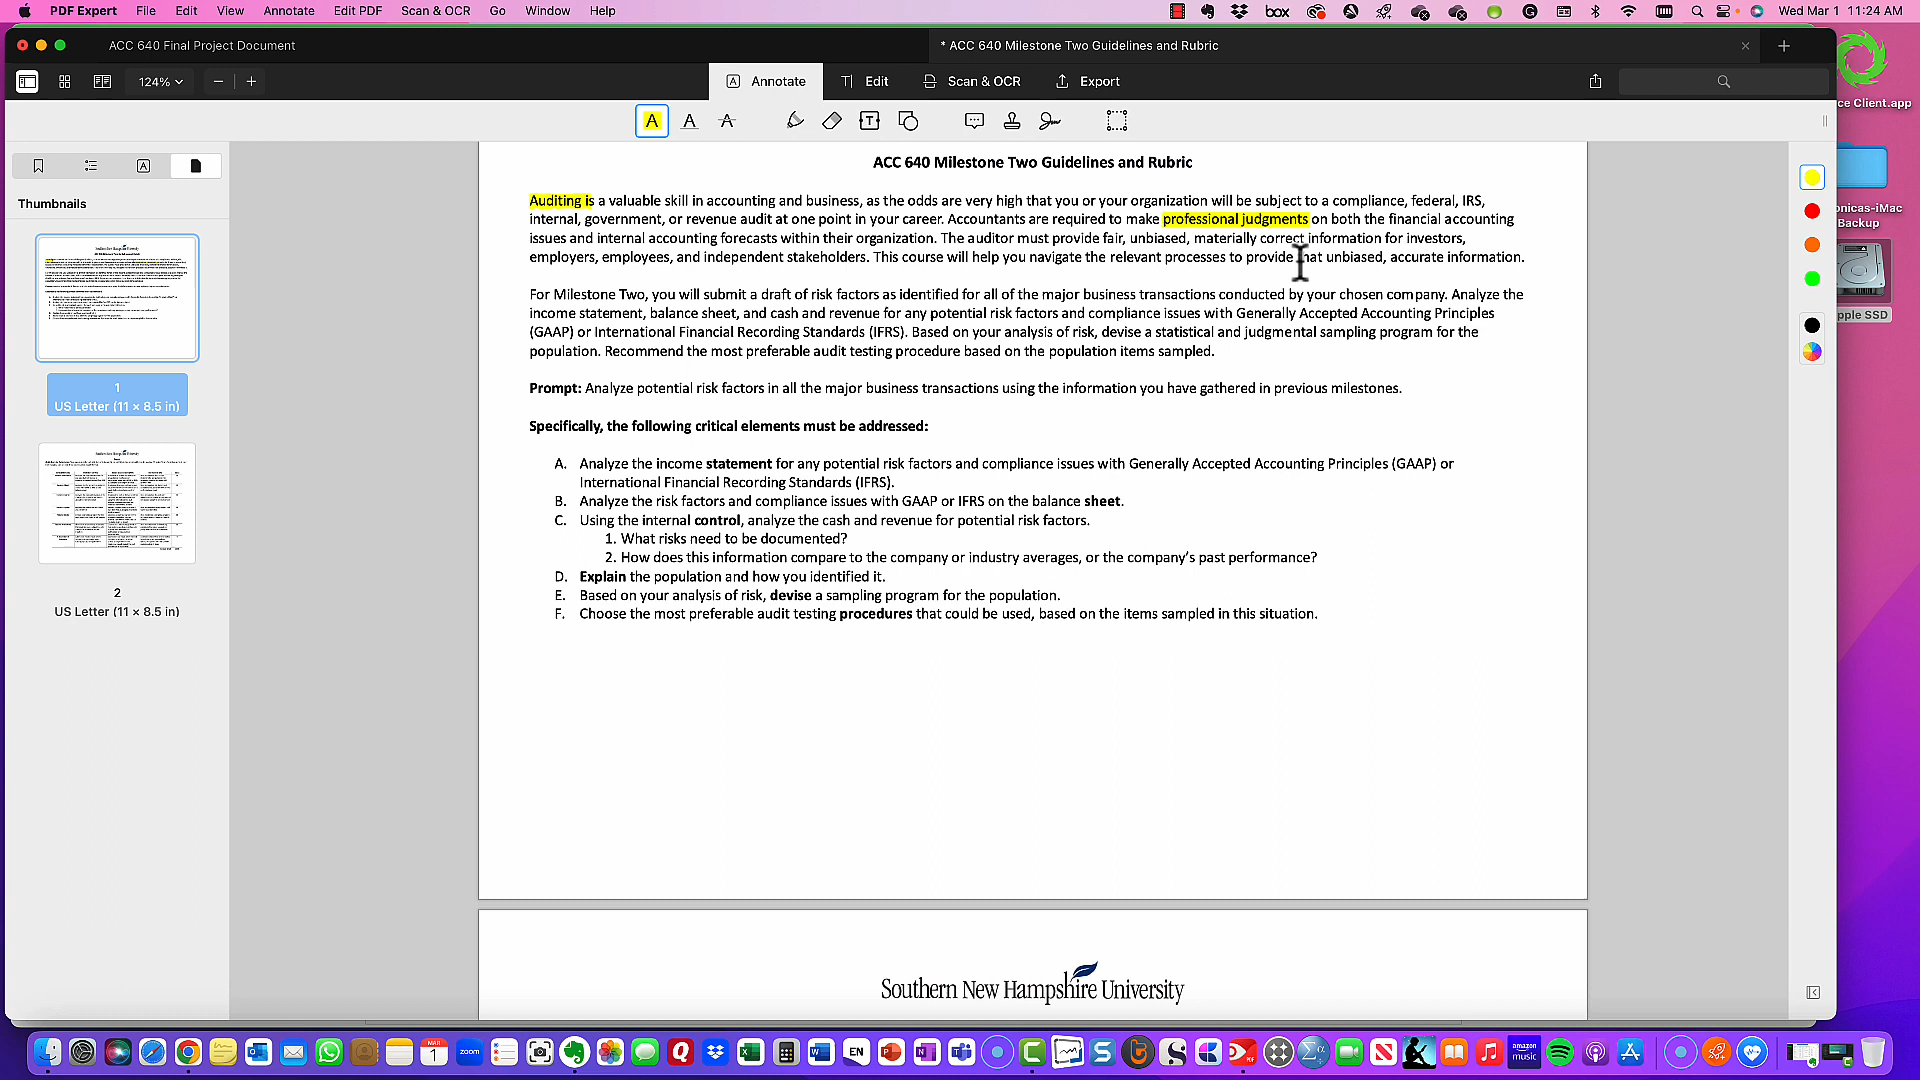 PDF Expert File Edit View Annotate Edit PDF Scan & OCR Go Window Help box Wed Mar 1 11:24 AM
ACC 640 Final Project Document * ACC 640 Milestone Two Guidelines and Rubric
124% Annotate Edit Scan & OCR Export
ce Client.app
Thumbnails
1
US Letter (11 × 8.5 in)
2
US Letter (11 × 8.5 in)
ACC 640 Milestone Two Guidelines and Rubric
Auditing is a valuable skill in accounting and business, as the odds are very high that you or your organization will be subject to a compliance, federal, IRS,
internal, government, or revenue audit at one point in your career. Accountants are required to make professional judgments on both the financial accounting
issues and internal accounting forecasts within their organization. The auditor must provide fair, unbiased, materially correct information for investors,
employers, employees, and independent stakeholders. This course will help you navigate the relevant processes to provide that unbiased, accurate information.
For Milestone Two, you will submit a draft of risk factors as identified for all of the major business transactions conducted by your chosen company. Analyze the
income statement, balance sheet, and cash and revenue for any potential risk factors and compliance issues with Generally Accepted Accounting Principles
(GAAP) or International Financial Recording Standards (IFRS). Based on your analysis of risk, devise a statistical and judgmental sampling program for the
population. Recommend the most preferable audit testing procedure based on the population items sampled.
Prompt: Analyze potential risk factors in all the major business transactions using the information you have gathered in previous milestones.
Specifically, the following critical elements must be addressed:
A. Analyze the income statement for any potential risk factors and compliance issues with Generally Accepted Accounting Principles (GAAP) or
International Financial Recording Standards (IFRS).
B. Analyze the risk factors and compliance issues with GAAP or IFRS on the balance sheet.
C. Using the internal control, analyze the cash and revenue for potential risk factors.
1. What risks need to be documented?
2. How does this information compare to the company or industry averages, or the company's past performance?
D. Explain the population and how you identified it.
E. Based on your analysis of risk, devise a sampling program for the population.
F. Choose the most preferable audit testing procedures that could be used, based on the items sampled in this situation.
Southern New Hampshire University
onicas-iMac
Backup
pple SSD
MAR
1
zoom
EN
amazon
music